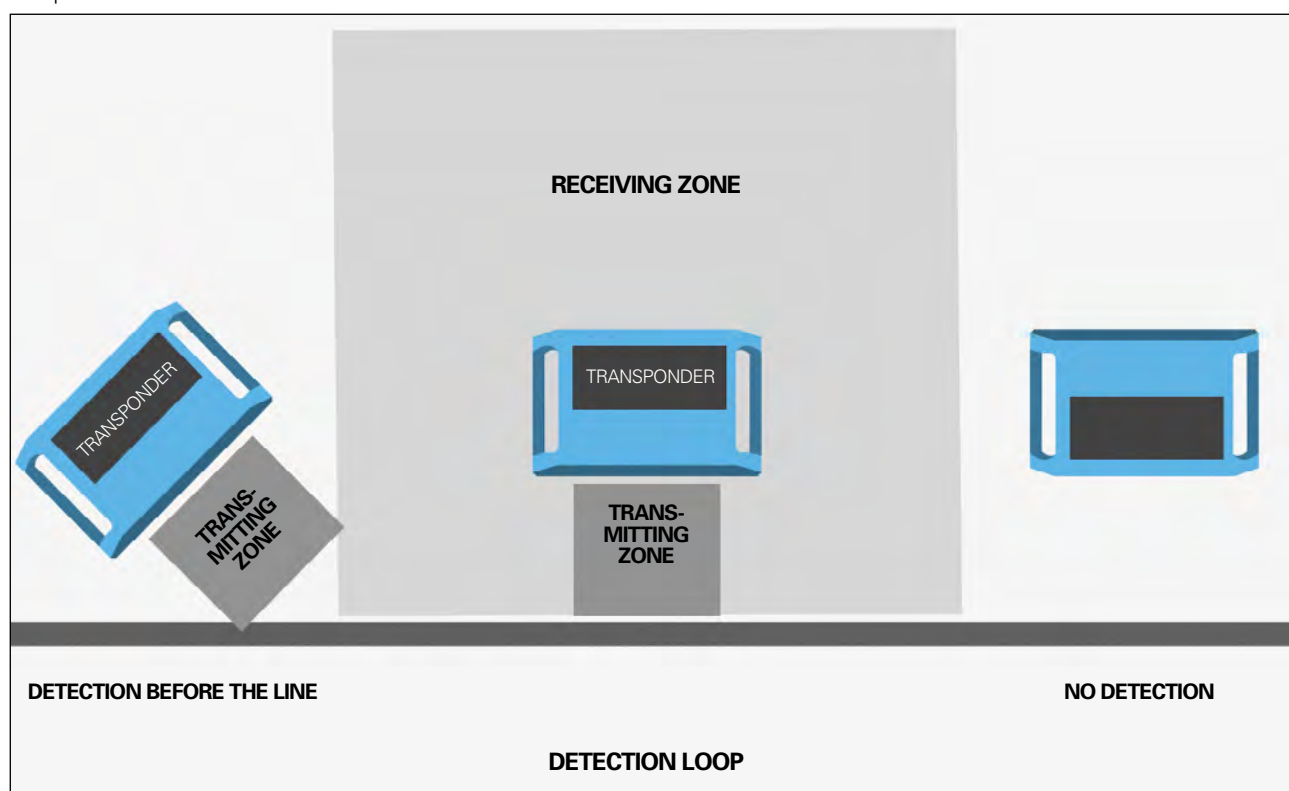 RECEIVING ZONE
TRANSPONDER
TRANS-
MITTING
ZONE
TRANSPONDER
TRANS-
MITTING
ZONE
DETECTION BEFORE THE LINE
NO DETECTION
DETECTION LOOP